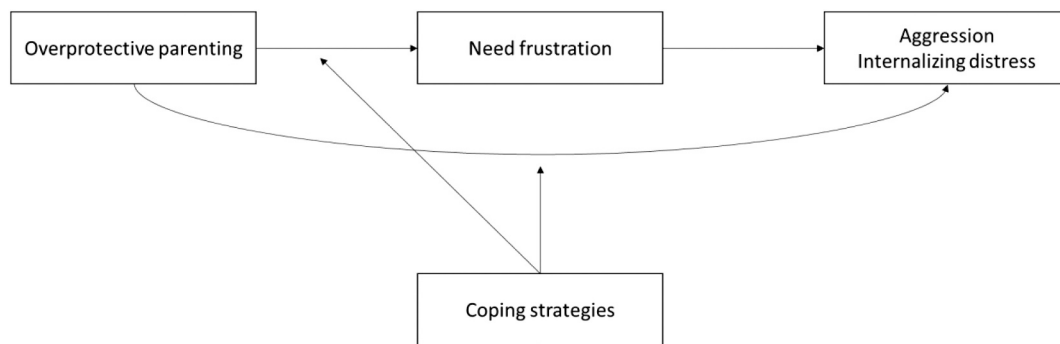 Overprotective parenting
Need frustration
Aggression
Internalizing distress
Coping strategies